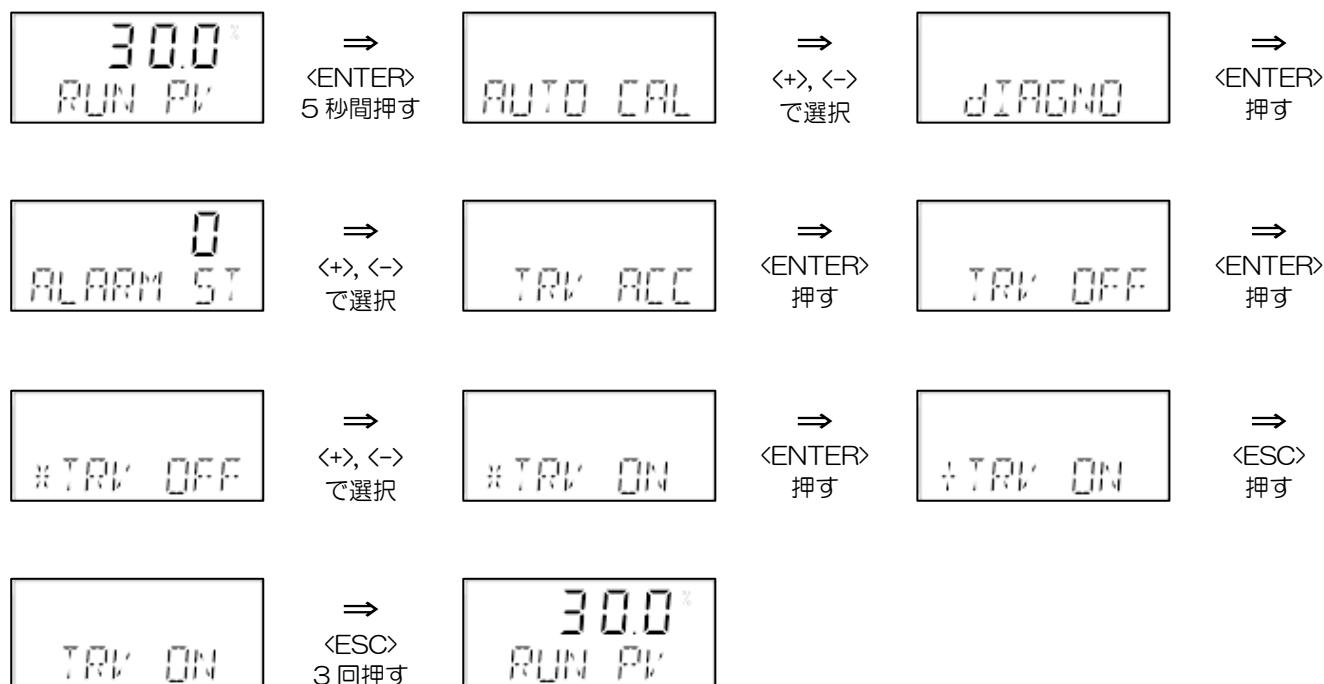 30.0 %
RUN PV
⇒
<ENTER>
5 秒間押す
AUTO CAL
⇒
<+>, <->
で選択
dIAGNO
⇒
<ENTER>
押す
0
ALARM ST
⇒
<+>, <->
で選択
TRV ACC
⇒
<ENTER>
押す
TRV OFF
⇒
<ENTER>
押す
*TRV OFF
⇒
<+>, <->
で選択
*TRV ON
⇒
<ENTER>
押す
+TRV ON
⇒
<ESC>
押す
TRV ON
⇒
<ESC>
3 回押す
30.0 %
RUN PV